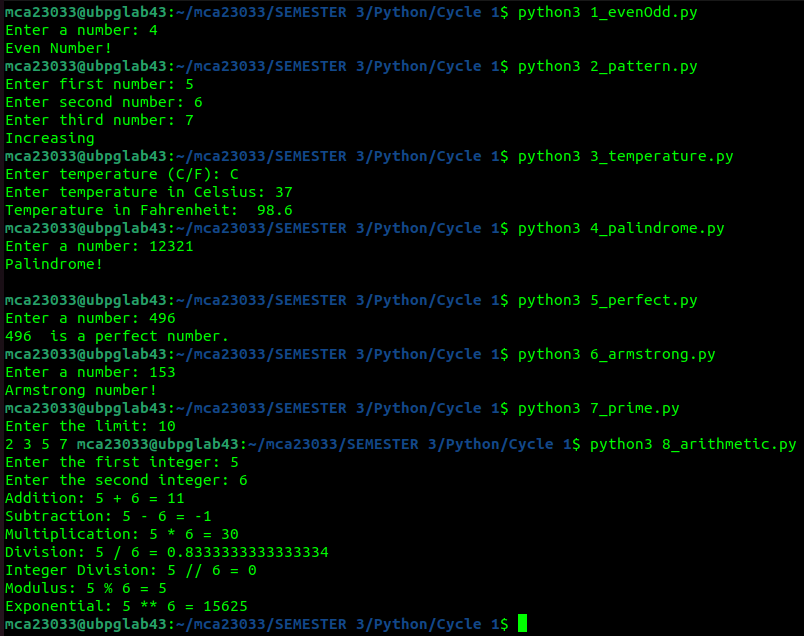 mca23033@ubpglab43:~/mca23033/SEMESTER 3/Python/Cycle 1$ python3 1_evenOdd.py
Enter a number: 4
Even Number!
mca23033@ubpglab43:~/mca23033/SEMESTER 3/Python/Cycle 1$ python3 2_pattern.py
Enter first number: 5
Enter second number: 6
Enter third number: 7
Increasing
mca23033@ubpglab43:~/mca23033/SEMESTER 3/Python/Cycle 1$ python3 3_temperature.py
Enter temperature (C/F): C
Enter temperature in Celsius: 37
Temperature in Fahrenheit:  98.6
mca23033@ubpglab43:~/mca23033/SEMESTER 3/Python/Cycle 1$ python3 4_palindrome.py
Enter a number: 12321
Palindrome!
mca23033@ubpglab43:~/mca23033/SEMESTER 3/Python/Cycle 1$ python3 5_perfect.py
Enter a number: 496
496  is a perfect number.
mca23033@ubpglab43:~/mca23033/SEMESTER 3/Python/Cycle 1$ python3 6_armstrong.py
Enter a number: 153
Armstrong number!
mca23033@ubpglab43:~/mca23033/SEMESTER 3/Python/Cycle 1$ python3 7_prime.py
Enter the limit: 10
2 3 5 7 mca23033@ubpglab43:~/mca23033/SEMESTER 3/Python/Cycle 1$ python3 8_arithmetic.py
Enter the first integer: 5
Enter the second integer: 6
Addition: 5 + 6 = 11
Subtraction: 5 - 6 = -1
Multiplication: 5 * 6 = 30
Division: 5 / 6 = 0.8333333333333334
Integer Division: 5 // 6 = 0
Modulus: 5 % 6 = 5
Exponential: 5 ** 6 = 15625
mca23033@ubpglab43:~/mca23033/SEMESTER 3/Python/Cycle 1$